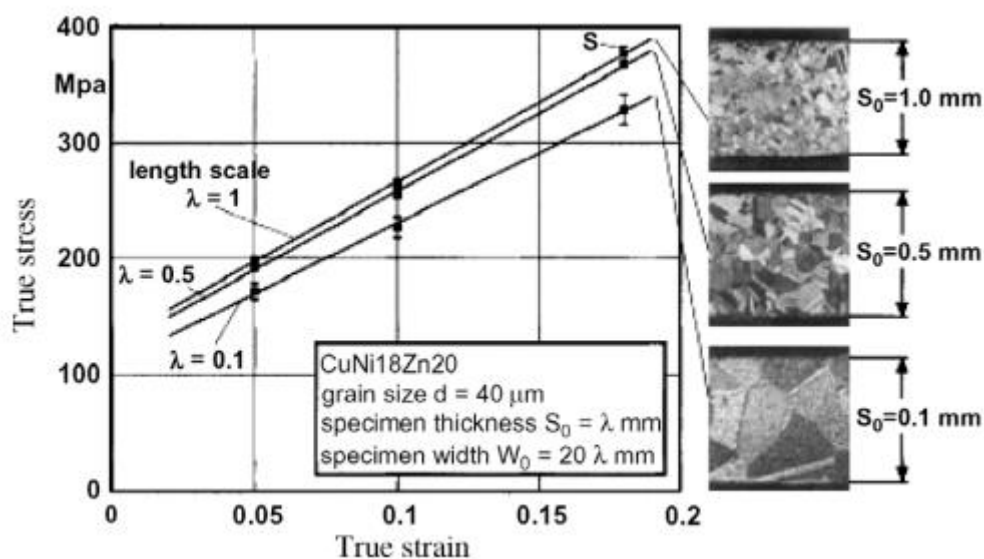 400
Mpa
300
200
100
0
0
0.05
0.1
0.15
0.2
True stress
True strain
S
length scale
λ = 1
λ = 0.5
λ = 0.1
CuNi18Zn20
grain size d = 40 μm
specimen thickness S₀ = λ mm
specimen width W₀ = 20 λ mm
S₀=1.0 mm
S₀=0.5 mm
S₀=0.1 mm